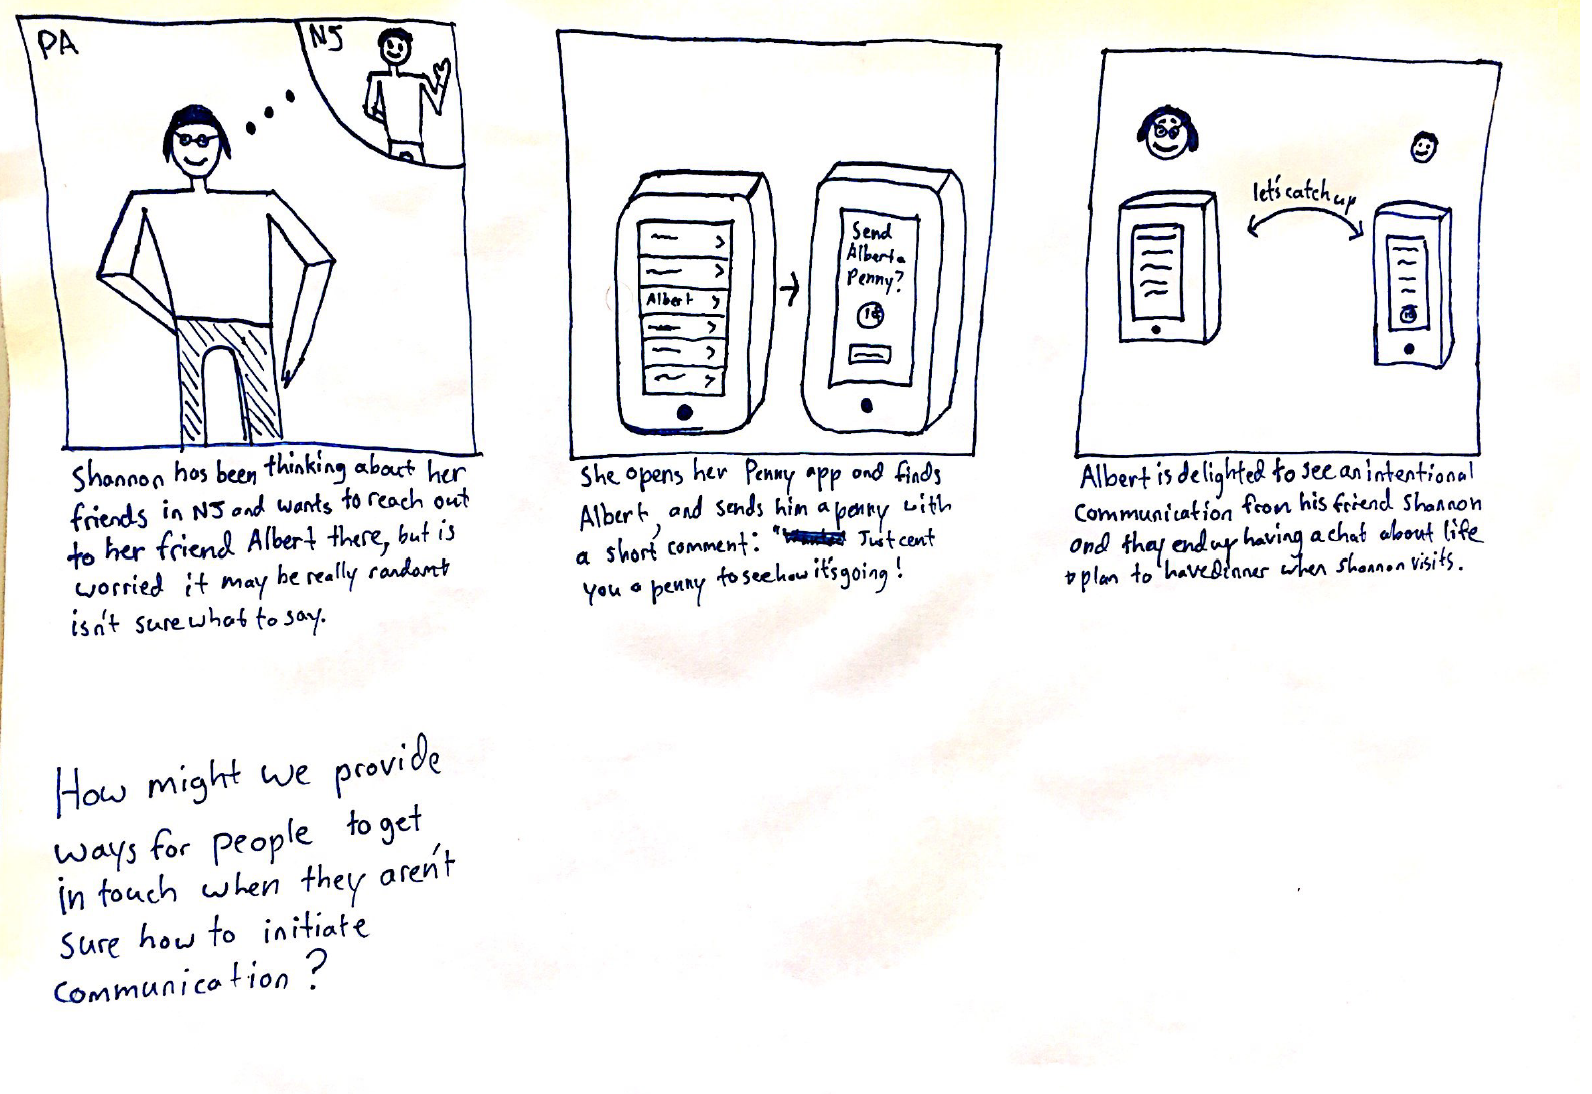 PA
NJ
Shannon has been thinking about her
friends in NJ and wants to reach out
to her friend Albert there, but is
worried it may be really random +
isn't sure what to say.
Albert
Send
Albert a
Penny?
1¢
She opens her Penny app and finds
Albert, and sends him a penny with
a short comment: " Just cent
you a penny to see how it's going!
let's catch up
1¢
Albert is delighted to see an intentional
communication from his friend Shannon
and they end up having a chat about life
+ plan to have dinner when Shannon visits.
How might we provide
ways for people to get
in touch when they aren't
sure how to initiate
communication?